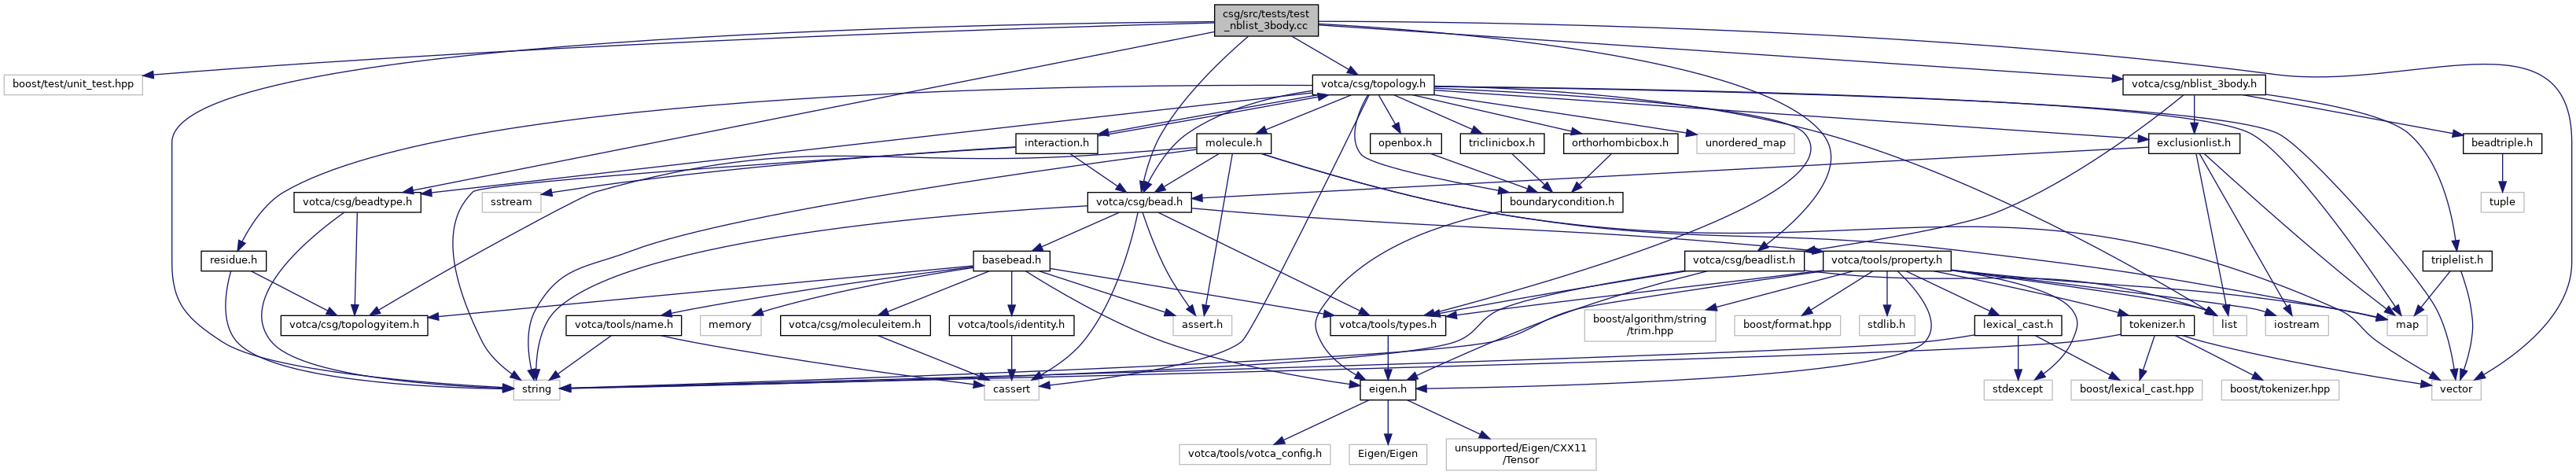 csg/src/tests/test
_nblist_3body.cc
boost/test/unit_test.hpp
votca/csg/topology.h
votca/csg/nblist_3body.h
interaction.h
molecule.h
openbox.h
triclinicbox.h
orthorhombicbox.h
unordered_map
exclusionlist.h
beadtriple.h
votca/csg/beadtype.h
sstream
votca/csg/bead.h
boundarycondition.h
tuple
residue.h
basebead.h
votca/csg/beadlist.h
votca/tools/property.h
triplelist.h
votca/csg/topologyitem.h
votca/tools/name.h
memory
votca/csg/moleculeitem.h
votca/tools/identity.h
assert.h
votca/tools/types.h
boost/algorithm/string
/trim.hpp
boost/format.hpp
stdlib.h
lexical_cast.h
tokenizer.h
list
iostream
map
string
cassert
eigen.h
stdexcept
boost/lexical_cast.hpp
boost/tokenizer.hpp
vector
votca/tools/votca_config.h
Eigen/Eigen
unsupported/Eigen/CXX11
/Tensor